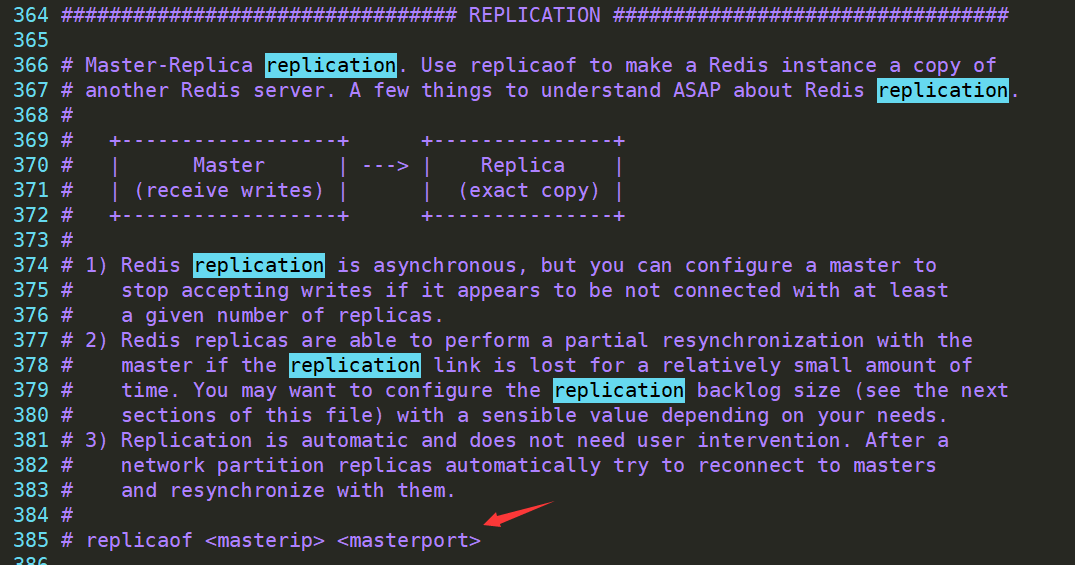 364 ################################# REPLICATION #################################
365
366 # Master-Replica replication. Use replicaof to make a Redis instance a copy of
367 # another Redis server. A few things to understand ASAP about Redis replication.
368 #
369 #   +------------------+      +---------------+
370 #   |      Master      | ---> |    Replica    |
371 #   | (receive writes) |      |  (exact copy) |
372 #   +------------------+      +---------------+
373 #
374 # 1) Redis replication is asynchronous, but you can configure a master to
375 #    stop accepting writes if it appears to be not connected with at least
376 #    a given number of replicas.
377 # 2) Redis replicas are able to perform a partial resynchronization with the
378 #    master if the replication link is lost for a relatively small amount of
379 #    time. You may want to configure the replication backlog size (see the next
380 #    sections of this file) with a sensible value depending on your needs.
381 # 3) Replication is automatic and does not need user intervention. After a
382 #    network partition replicas automatically try to reconnect to masters
383 #    and resynchronize with them.
384 #
385 # replicaof <masterip> <masterport>
386